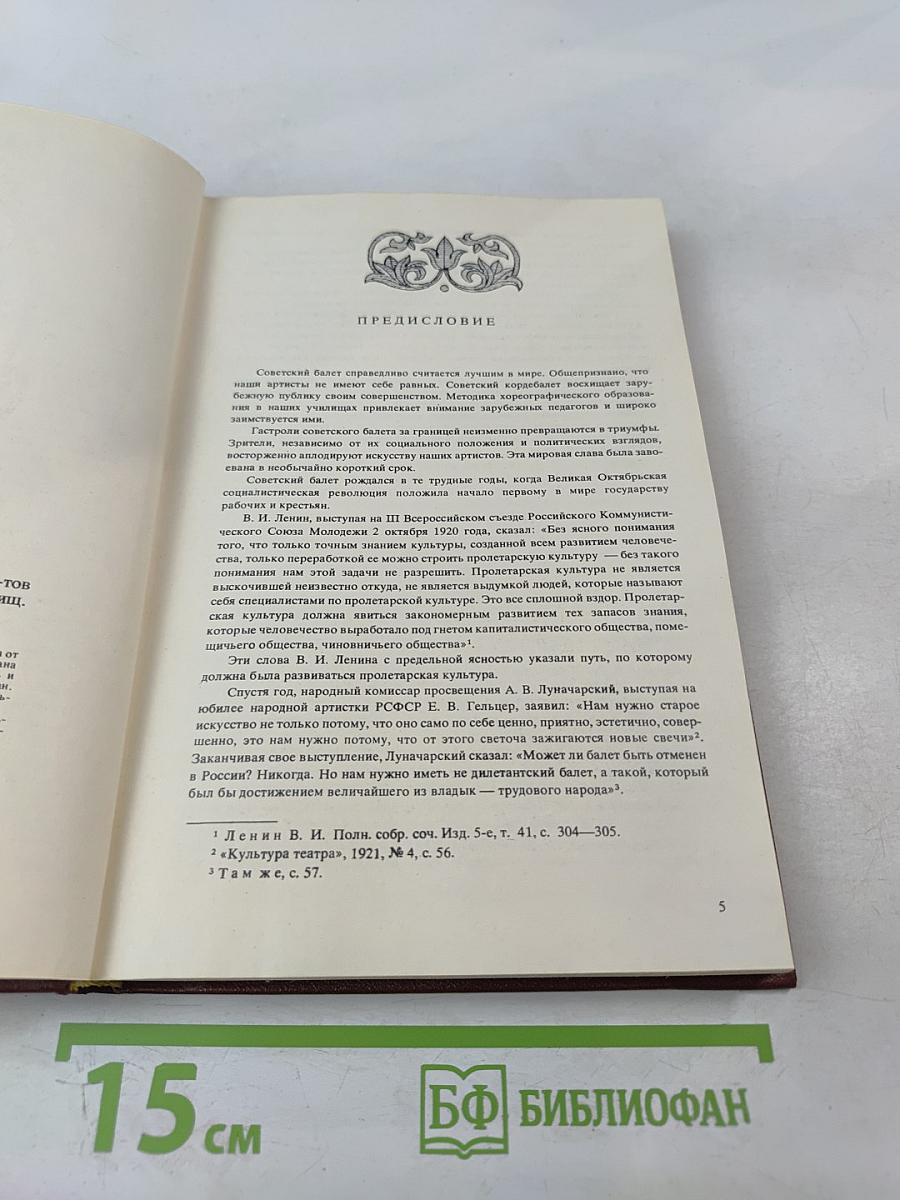 -тов
ищ.
от
ана
и
н.
ь-
ПРЕДИСЛОВИЕ
Советский балет справедливо считается лучшим в мире. Общепризнано, что
наши артисты не имеют себе равных. Советский кордебалет восхищает зару-
бежную публику своим совершенством. Методика хореографического образова-
ния в наших училищах привлекает внимание зарубежных педагогов и широко
заимствуется ими.
Гастроли советского балета за границей неизменно превращаются в триумфы.
Зрители, независимо от их социального положения и политических взглядов,
восторженно аплодируют искусству наших артистов. Эта мировая слава была заво-
евана в необычайно короткий срок.
Советский балет рождался в те трудные годы, когда Великая Октябрьская
социалистическая революция положила начало первому в мире государству
рабочих и крестьян.
В. И. Ленин, выступая на III Всероссийском съезде Российского Коммунисти-
ческого Союза Молодежи 2 октября 1920 года, сказал: «Без ясного понимания
того, что только точным знанием культуры, созданной всем развитием человече-
ства, только переработкой ее можно строить пролетарскую культуру — без такого
понимания нам этой задачи не разрешить. Пролетарская культура не является
выскочившей неизвестно откуда, не является выдумкой людей, которые называют
себя специалистами по пролетарской культуре. Это все сплошной вздор. Пролетар-
ская культура должна явиться закономерным развитием тех запасов знания,
которые человечество выработало под гнетом капиталистического общества, поме-
щичьего общества, чиновничьего общества»¹.
Эти слова В. И. Ленина с предельной ясностью указали путь, по которому
должна была развиваться пролетарская культура.
Спустя год, народный комиссар просвещения А. В. Луначарский, выступая на
юбилее народной артистки РСФСР Е. В. Гельцер, заявил: «Нам нужно старое
искусство не только потому, что оно само по себе ценно, приятно, эстетично, совер-
шенно, это нам нужно потому, что от этого светоча зажигаются новые свечи»².
Заканчивая свое выступление, Луначарский сказал: «Может ли балет быть отменен
в России? Никогда. Но нам нужно иметь не дилетантский балет, а такой, который
был бы достижением величайшего из владык — трудового народа»³.
¹ Ленин В. И. Полн. собр. соч. Изд. 5-е, т. 41, с. 304—305.
² «Культура театра», 1921, № 4, с. 56.
³ Там же, с. 57.
5
15 см
БФ БИБЛИОФАН